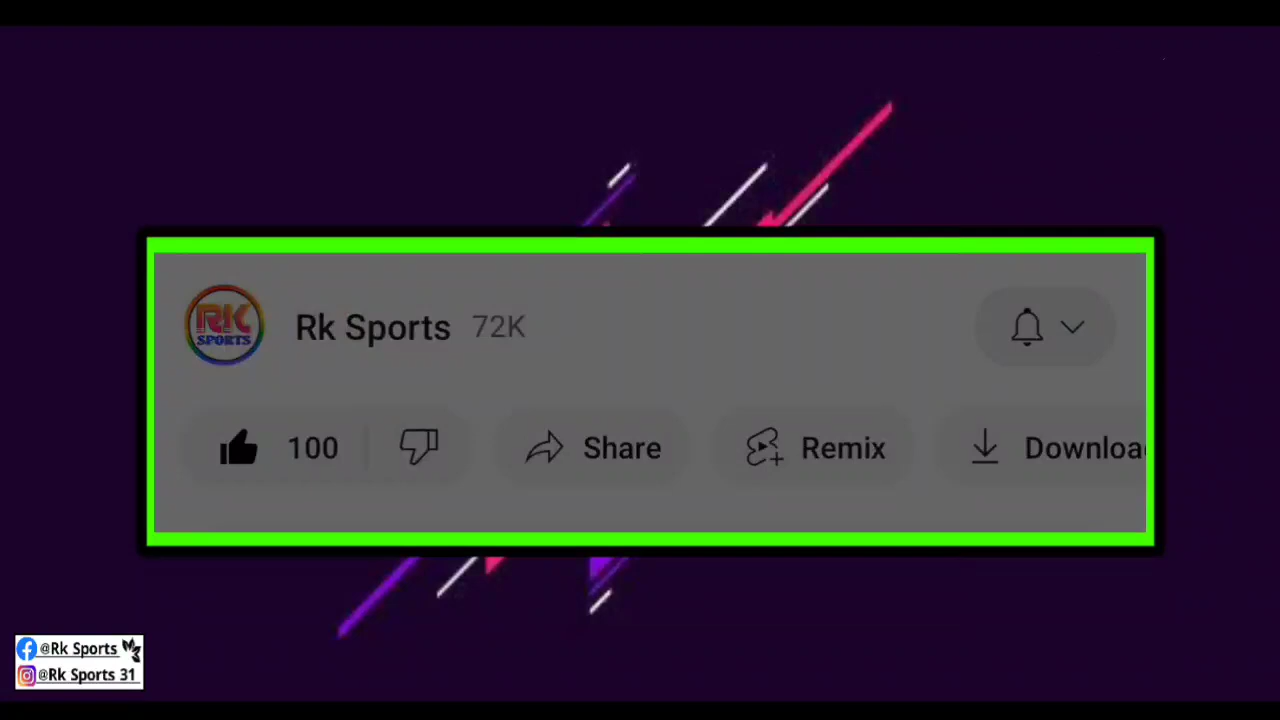 RK
SPORTS
Rk Sports 72K
100 Share Remix Downloa
@Rk Sports
@Rk Sports 31